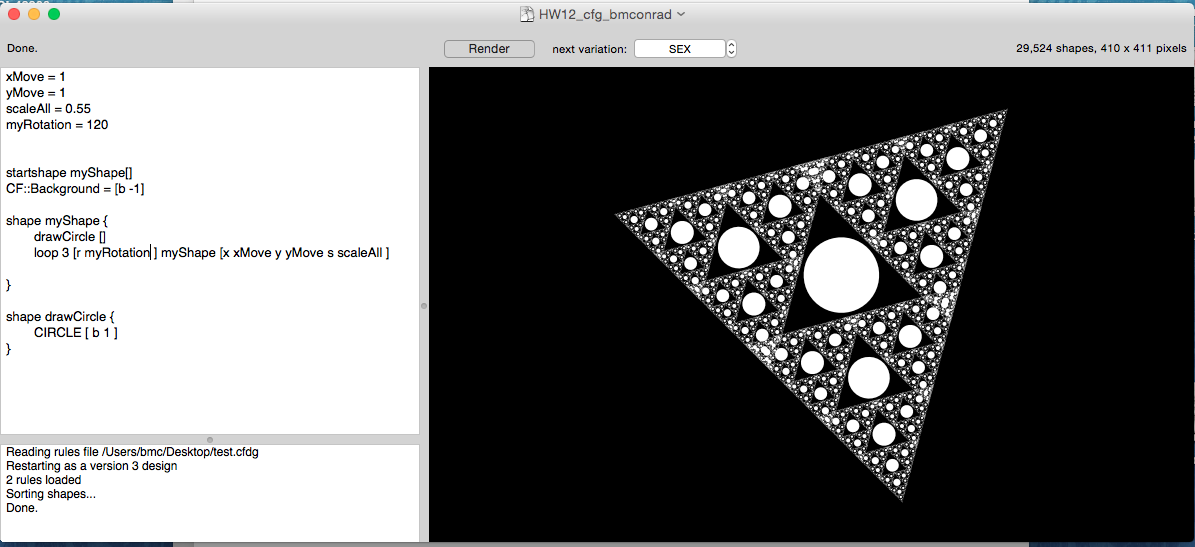 HW12_cfg_bmconrad
Done.
Render
next variation:
SEX
29,524 shapes, 410 x 411 pixels
xMove = 1
yMove = 1
scaleAll = 0.55
myRotation = 120
startshape myShape[]
CF::Background = [b -1]
shape myShape {
drawCircle []
loop 3 [r myRotation ] myShape [x xMove y yMove s scaleAll ]
}
shape drawCircle {
CIRCLE [ b 1 ]
}
Reading rules file /Users/bmc/Desktop/test.cfdg
Restarting as a version 3 design
2 rules loaded
Sorting shapes...
Done.